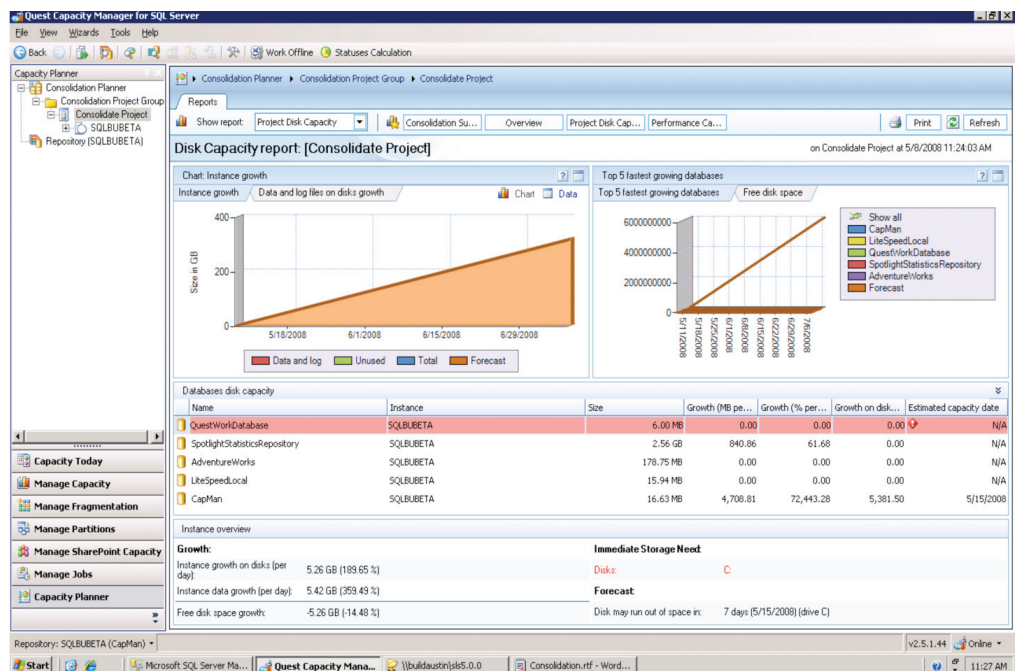 Quest Capacity Manager for SQL Server
File View Wizards Tools Help
Back Work Offline Statuses Calculation
Capacity Planner
Consolidation Planner
Consolidation Project Group
Consolidate Project
SQLBUBETA
Repository (SQLBUBETA)
Capacity Today
Manage Capacity
Manage Fragmentation
Manage Partitions
Manage SharePoint Capacity
Manage Jobs
Capacity Planner
Consolidation Planner Consolidation Project Group Consolidate Project
Reports
Show report: Project Disk Capacity Consolidation Su... Overview Project Disk Cap... Performance Ca... Print Refresh
Disk Capacity report: [Consolidate Project] on Consolidate Project at 5/8/2008 11:24:03 AM
Chart: Instance growth
Instance growth Data and log files on disks growth Chart Data
Size in GB
400
200
0
5/18/2008 6/1/2008 6/15/2008 6/29/2008
Data and log Unused Total Forecast
Top 5 fastest growing databases
Top 5 fastest growing databases Free disk space
6000000000
4000000000
2000000000
0
5/11/2008 5/18/2008 5/25/2008 6/1/2008 6/8/2008 6/15/2008 6/22/2008 6/29/2008 7/6/2008
Show all
CapMan
LiteSpeedLocal
QuestWorkDatabase
SpotlightStatisticsRepository
AdventureWorks
Forecast
Databases disk capacity
Name Instance Size Growth (MB pe... Growth (% per... Growth on disk... Estimated capacity date
QuestWorkDatabase SQLBUBETA 6.00 MB 0.00 0.00 0.00 N/A
SpotlightStatisticsRepository SQLBUBETA 2.56 GB 840.86 61.68 0.00 N/A
AdventureWorks SQLBUBETA 178.75 MB 0.00 0.00 0.00 N/A
LiteSpeedLocal SQLBUBETA 15.94 MB 0.00 0.00 0.00 N/A
CapMan SQLBUBETA 16.63 MB 4,708.81 72,443.28 5,381.50 5/15/2008
Instance overview
Growth: Immediate Storage Need:
Instance growth on disks (per day): 5.26 GB (189.65 %) Disks: C:
Instance data growth (per day): 5.42 GB (359.49 %) Forecast:
Free disk space growth: -5.26 GB (-14.48 %) Disk may run out of space in: 7 days (5/15/2008) (drive C)
Repository: SQLBUBETA (CapMan) v2.5.1.44 Online
Start Microsoft SQL Server Ma... Quest Capacity Mana... \\buildaustin\sls5.0.0 Consolidation.rtf - Word... 11:27 AM